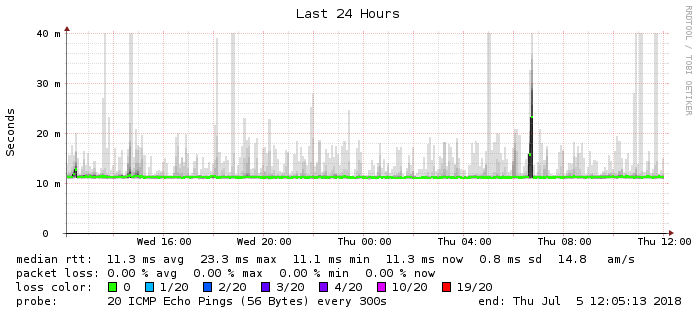 Last 24 Hours
RRDTOOL / TOBI OETIKER
Seconds
40 m
30 m
20 m
10 m
0
Wed 16:00 Wed 20:00 Thu 00:00 Thu 04:00 Thu 08:00 Thu 12:00
median rtt: 11.3 ms avg 23.3 ms max 11.1 ms min 11.3 ms now 0.8 ms sd 14.8 am/s
packet loss: 0.00 % avg 0.00 % max 0.00 % min 0.00 % now
loss color: 0 1/20 2/20 3/20 4/20 10/20 19/20
probe: 20 ICMP Echo Pings (56 Bytes) every 300s end: Thu Jul 5 12:05:13 2018